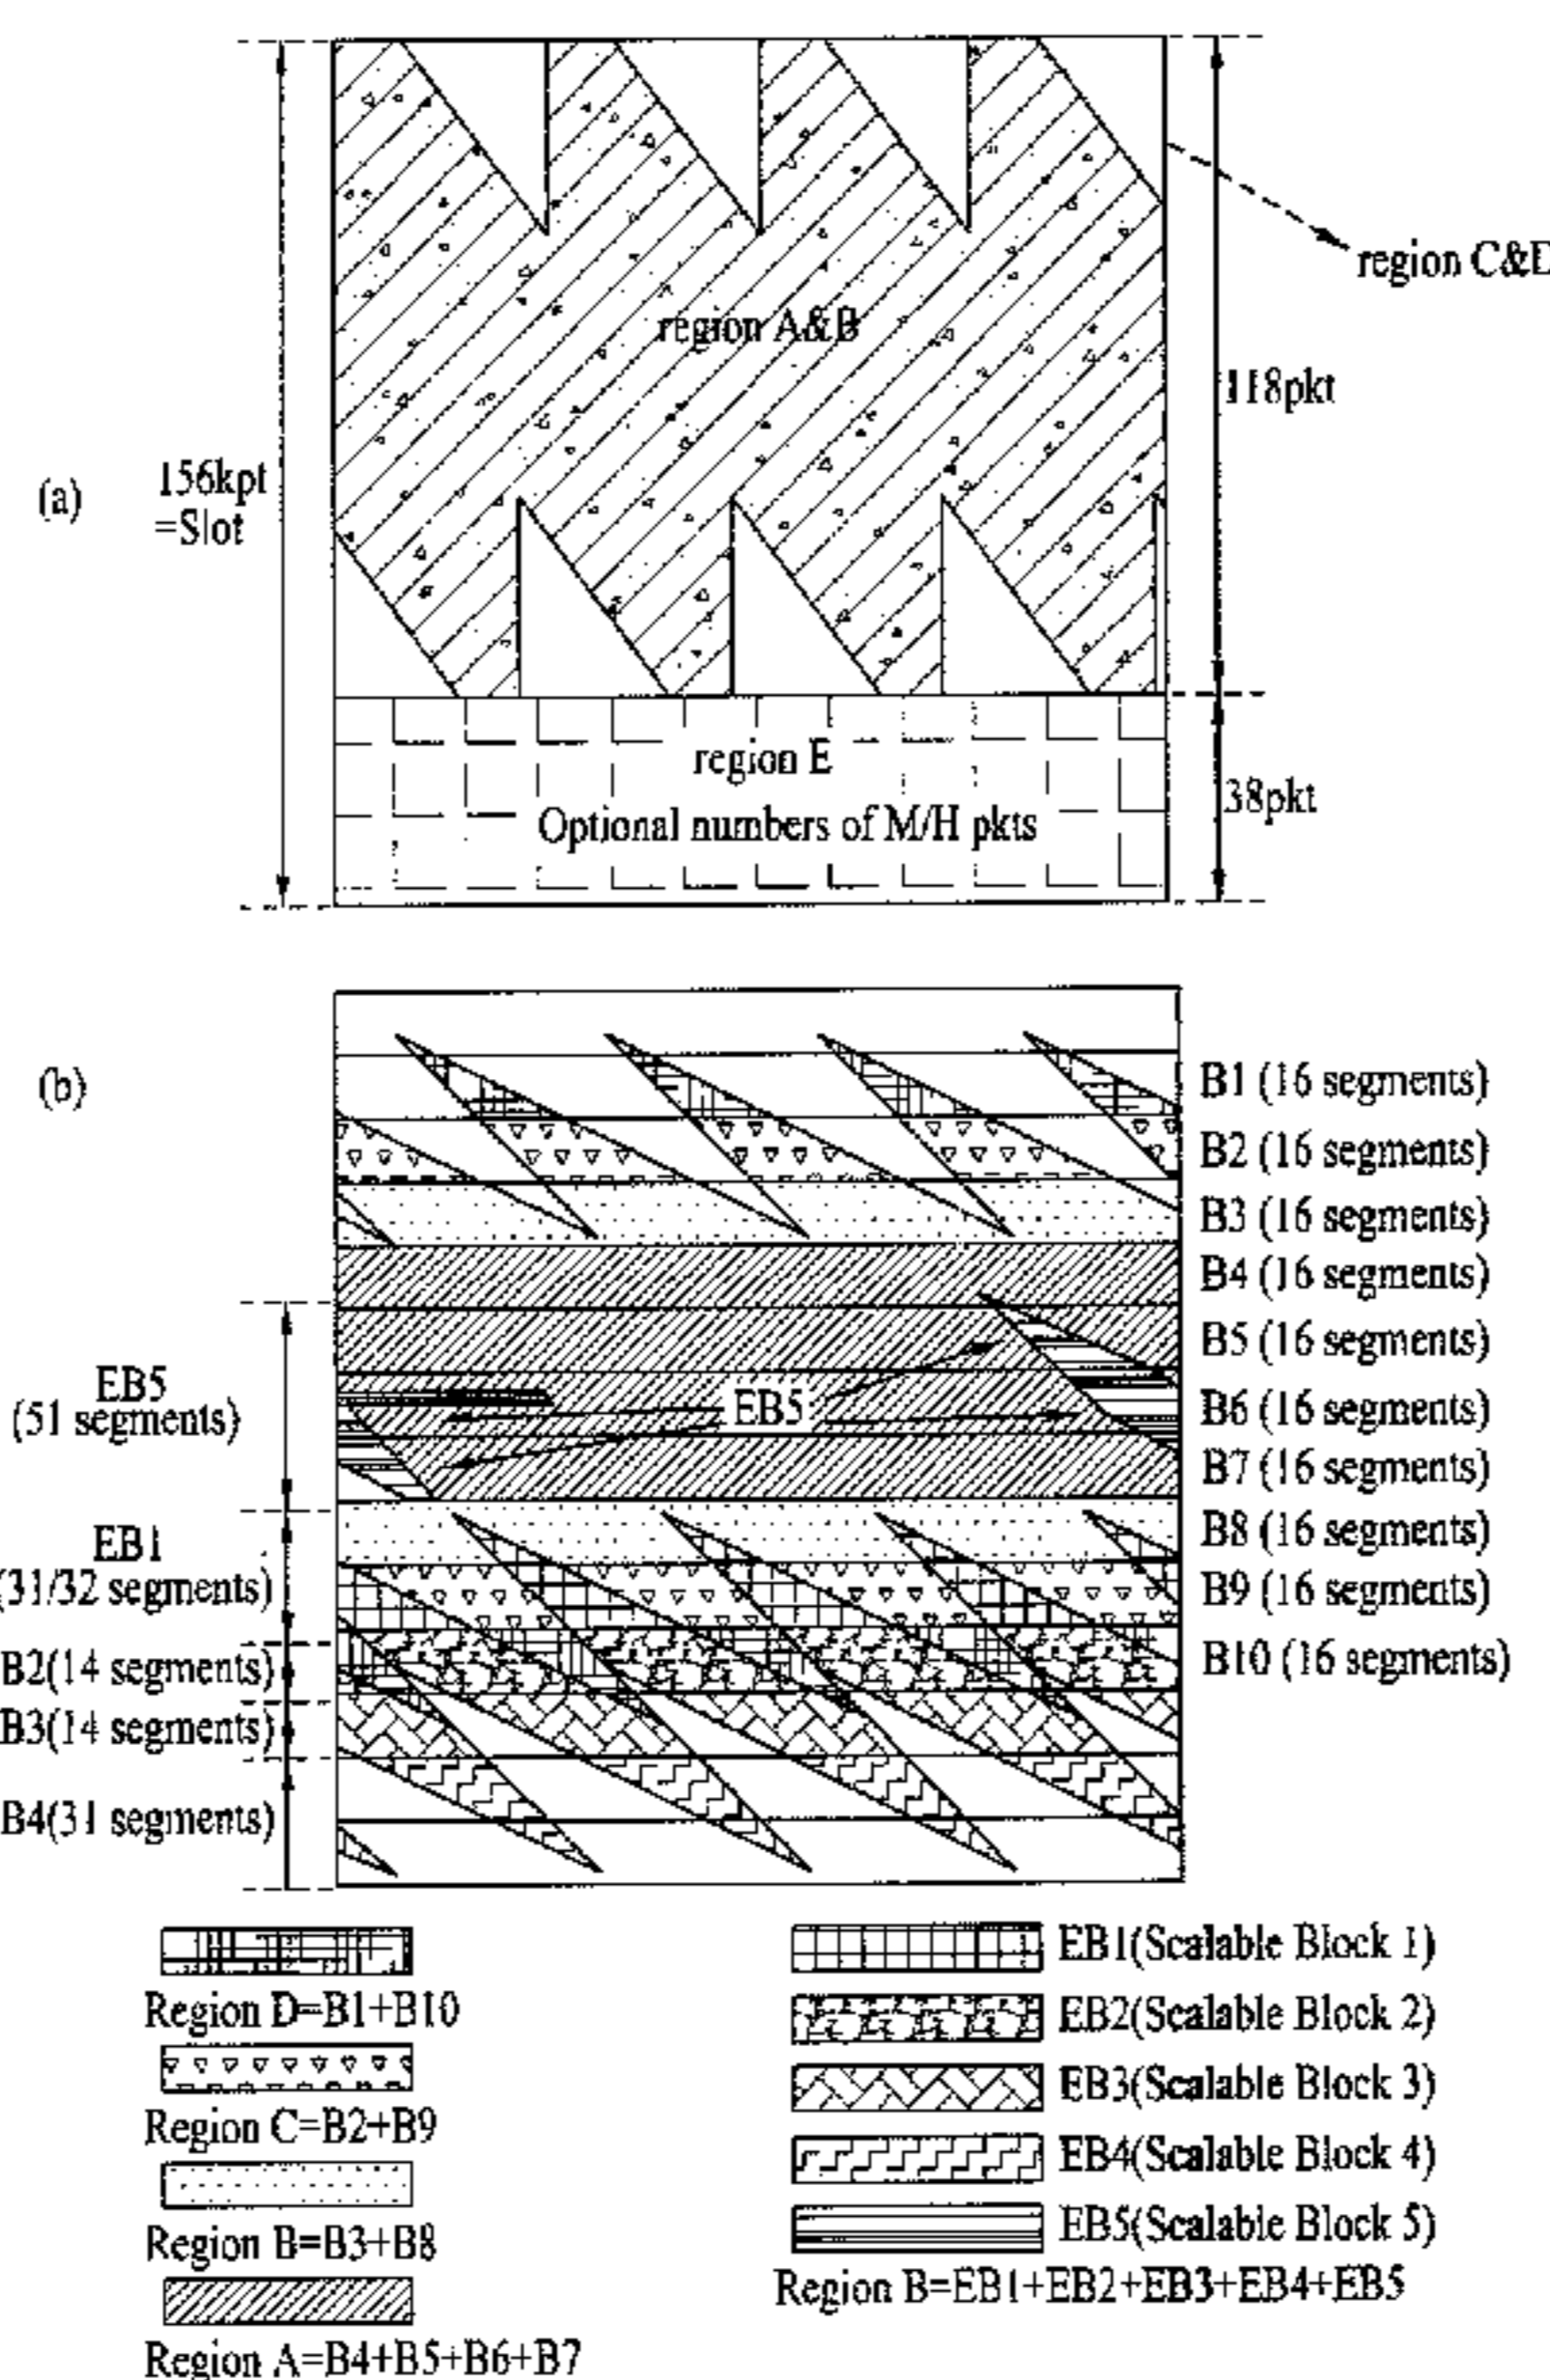 region C&D
region A&B
118pkt
(a)
156kpt
=Slot
region E
38pkt
Optional numbers of M/H pkts
(b)
B1 (16 segments)
B2 (16 segments)
B3 (16 segments)
B4 (16 segments)
B5 (16 segments)
EB5
(51 segments)
EB5
B6 (16 segments)
B7 (16 segments)
B8 (16 segments)
EB1
(31/32 segments)
B9 (16 segments)
B10 (16 segments)
B2(14 segments)
B3(14 segments)
B4(31 segments)
Region D=B1+B10
Region C=B2+B9
Region B=B3+B8
Region A=B4+B5+B6+B7
EB1(Scalable Block 1)
EB2(Scalable Block 2)
EB3(Scalable Block 3)
EB4(Scalable Block 4)
EB5(Scalable Block 5)
Region B=EB1+EB2+EB3+EB4+EB5